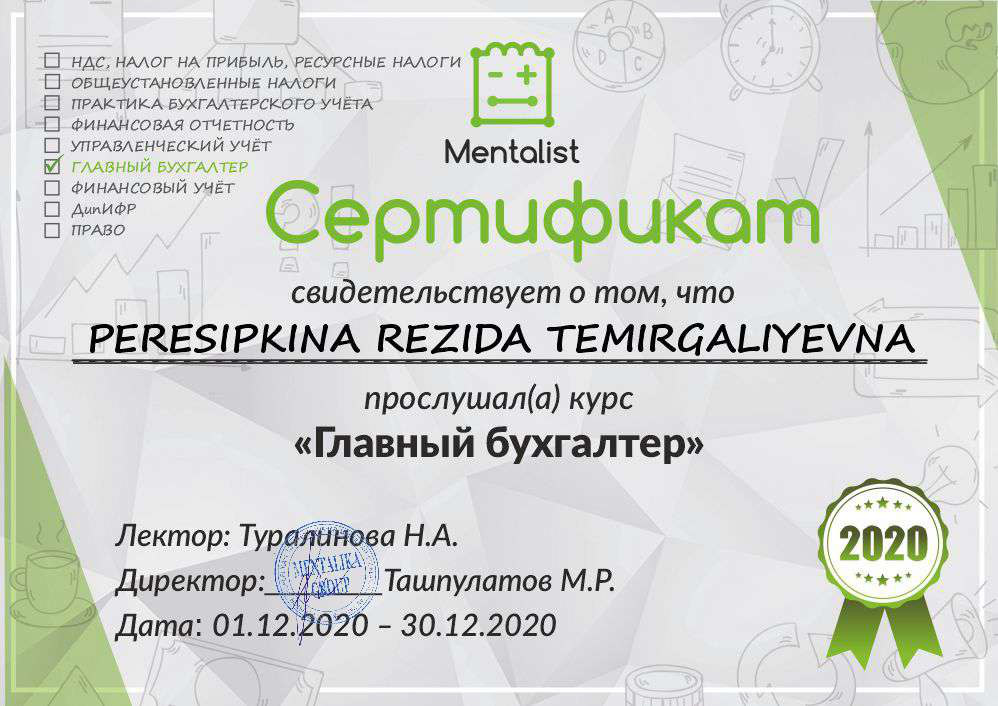 НДС, НАЛОГ НА ПРИБЫЛЬ, РЕСУРСНЫЕ НАЛОГИ
ОБЩЕУСТАНОВЛЕННЫЕ НАЛОГИ
ПРАКТИКА БУХГАЛТЕРСКОГО УЧЁТА
ФИНАНСОВАЯ ОТЧЕТНОСТЬ
УПРАВЛЕНЧЕСКИЙ УЧЁТ
ГЛАВНЫЙ БУХГАЛТЕР
ФИНАНСОВЫЙ УЧЁТ
ДипИФР
ПРАВО
Mentalist
Сертификат
свидетельствует о том, что
PERESIPKINA REZIDA TEMIRGALIYEVNA
прослушал(а) курс
«Главный бухгалтер»
Лектор: Туралинова Н.А.
Директор:________Ташпулатов М.Р.
MENTALIKA
GROUP
Дата: 01.12.2020 – 30.12.2020
2020
A
B
C
D